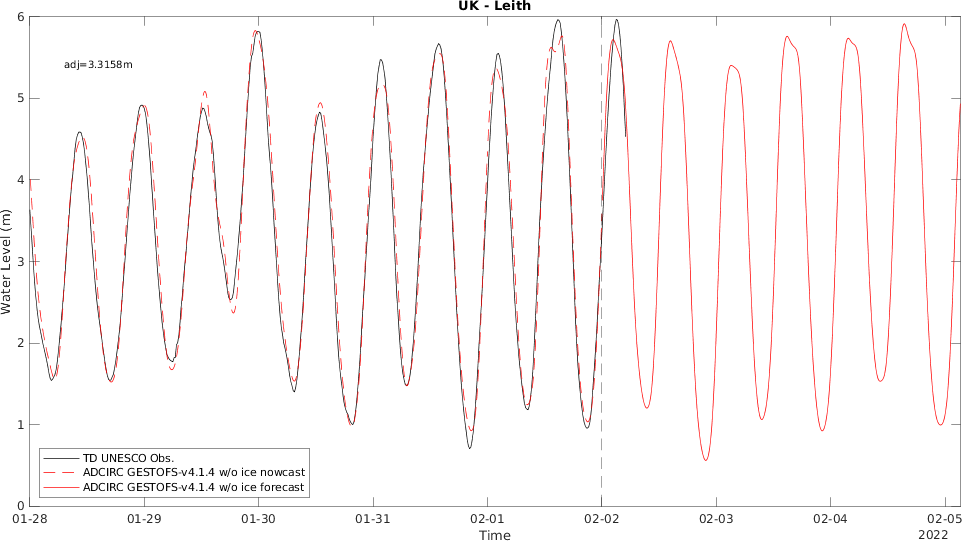 UK - Leith
adj=3.3158m
Water Level (m)
6
5
4
3
2
1
0
TD UNESCO Obs.
ADCIRC GESTOFS-v4.1.4 w/o ice nowcast
ADCIRC GESTOFS-v4.1.4 w/o ice forecast
01-28 01-29 01-30 01-31 02-01 02-02 02-03 02-04 02-05
Time
2022